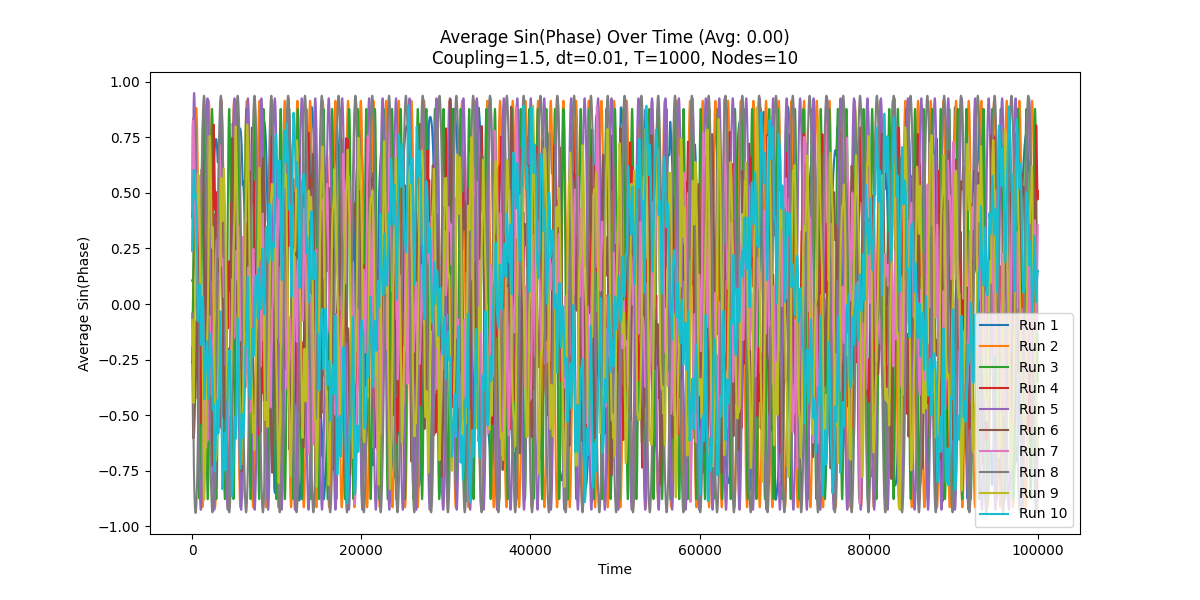 Average Sin(Phase) Over Time (Avg: 0.00)
Coupling=1.5, dt=0.01, T=1000, Nodes=10
Average Sin(Phase)
1.00
0.75
0.50
0.25
0.00
−0.25
−0.50
−0.75
−1.00
Run 1
Run 2
Run 3
Run 4
Run 5
Run 6
Run 7
Run 8
Run 9
Run 10
0 20000 40000 60000 80000 100000
Time